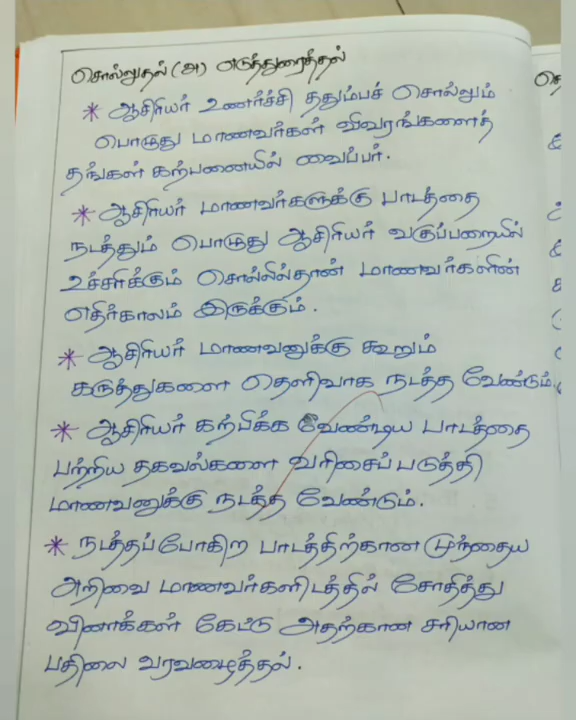 சொல்லுதல் (அ) எடுத்துரைத்தல்
* ஆசிரியர் உணர்ச்சி ததும்பச் சொல்லும்
பொழுது மாணவர்கள் விவரங்களைத்
தங்கள் கற்பனையில் வைப்பர்.
* ஆசிரியர் மாணவர்களுக்கு பாடத்தை
நடத்தும் பொழுது ஆசிரியர் வகுப்பறையில்
உச்சரிக்கும் சொல்லில்தான் மாணவர்களின்
எதிர்காலம் இருக்கும்.
* ஆசிரியர் மாணவனுக்கு கூறும்
கருத்துகளை தெளிவாக நடத்த வேண்டும்.
* ஆசிரியர் கற்பிக்க வேண்டிய பாடத்தை
பற்றிய தகவல்களை வரிசைப் படுத்தி
மாணவனுக்கு நடத்த வேண்டும்.
* நடத்தப்போகிற பாடத்திற்கான முந்தைய
அறிவை மாணவர்களிடத்தில் சோதித்து
வினாக்கள் கேட்டு அதற்கான சரியான
பதிலை வரவழைத்தல்.